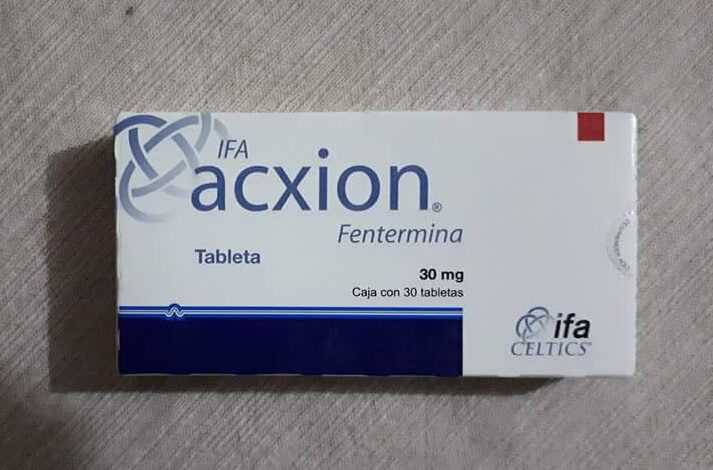 IFA
acxion®
Fentermina
Tableta
30 mg
Caja con 30 tabletas
ifa
CELTICS